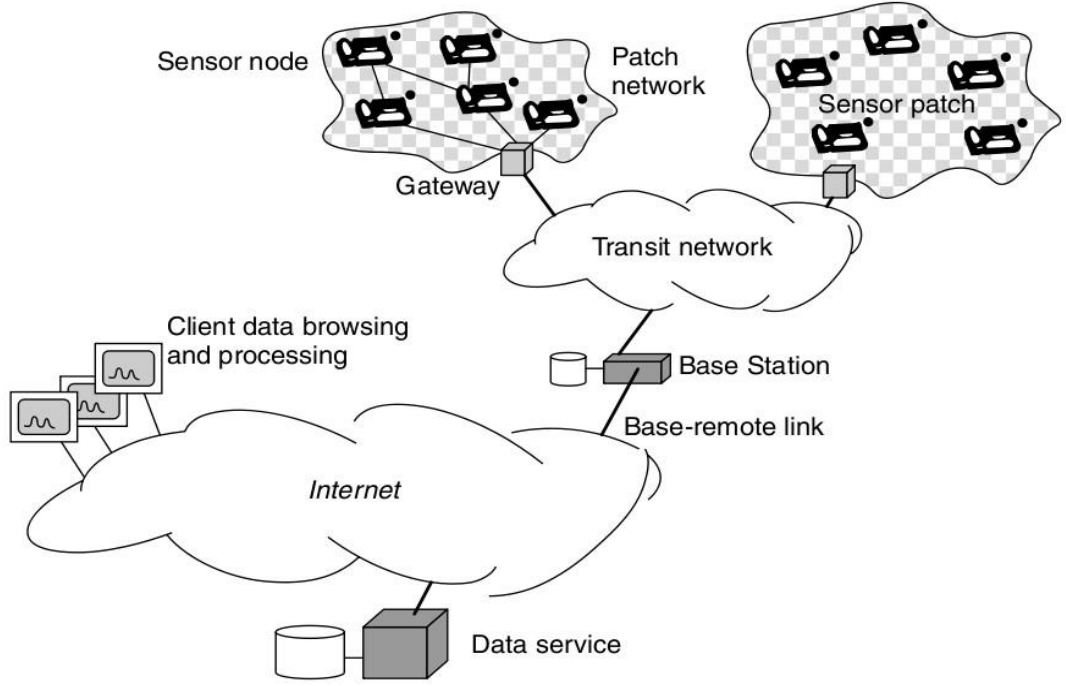 Sensor node
Patch
network
Sensor patch
Gateway
Transit network
Client data browsing
and processing
Base Station
Base-remote link
Internet
Data service